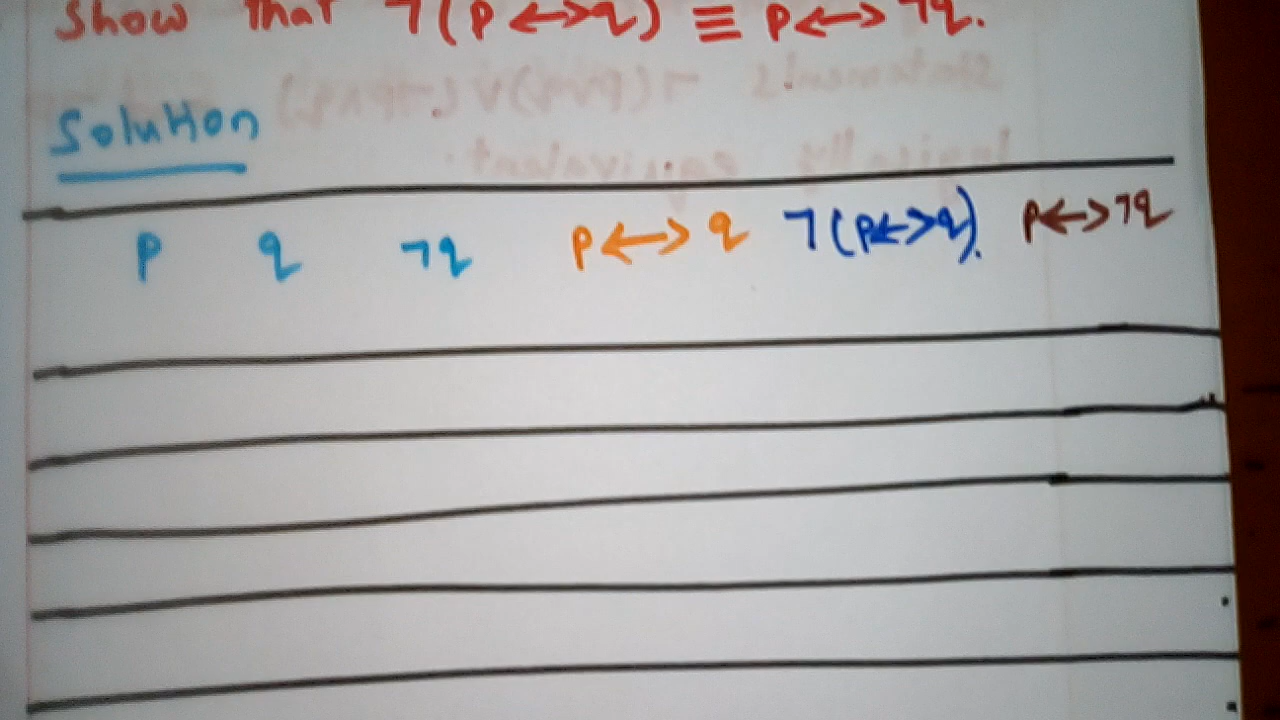 Show that ¬(p ↔ q) ≡ p ↔ ¬q.
Solution
p q ¬q p ↔ q ¬(p ↔ q). p ↔ ¬q